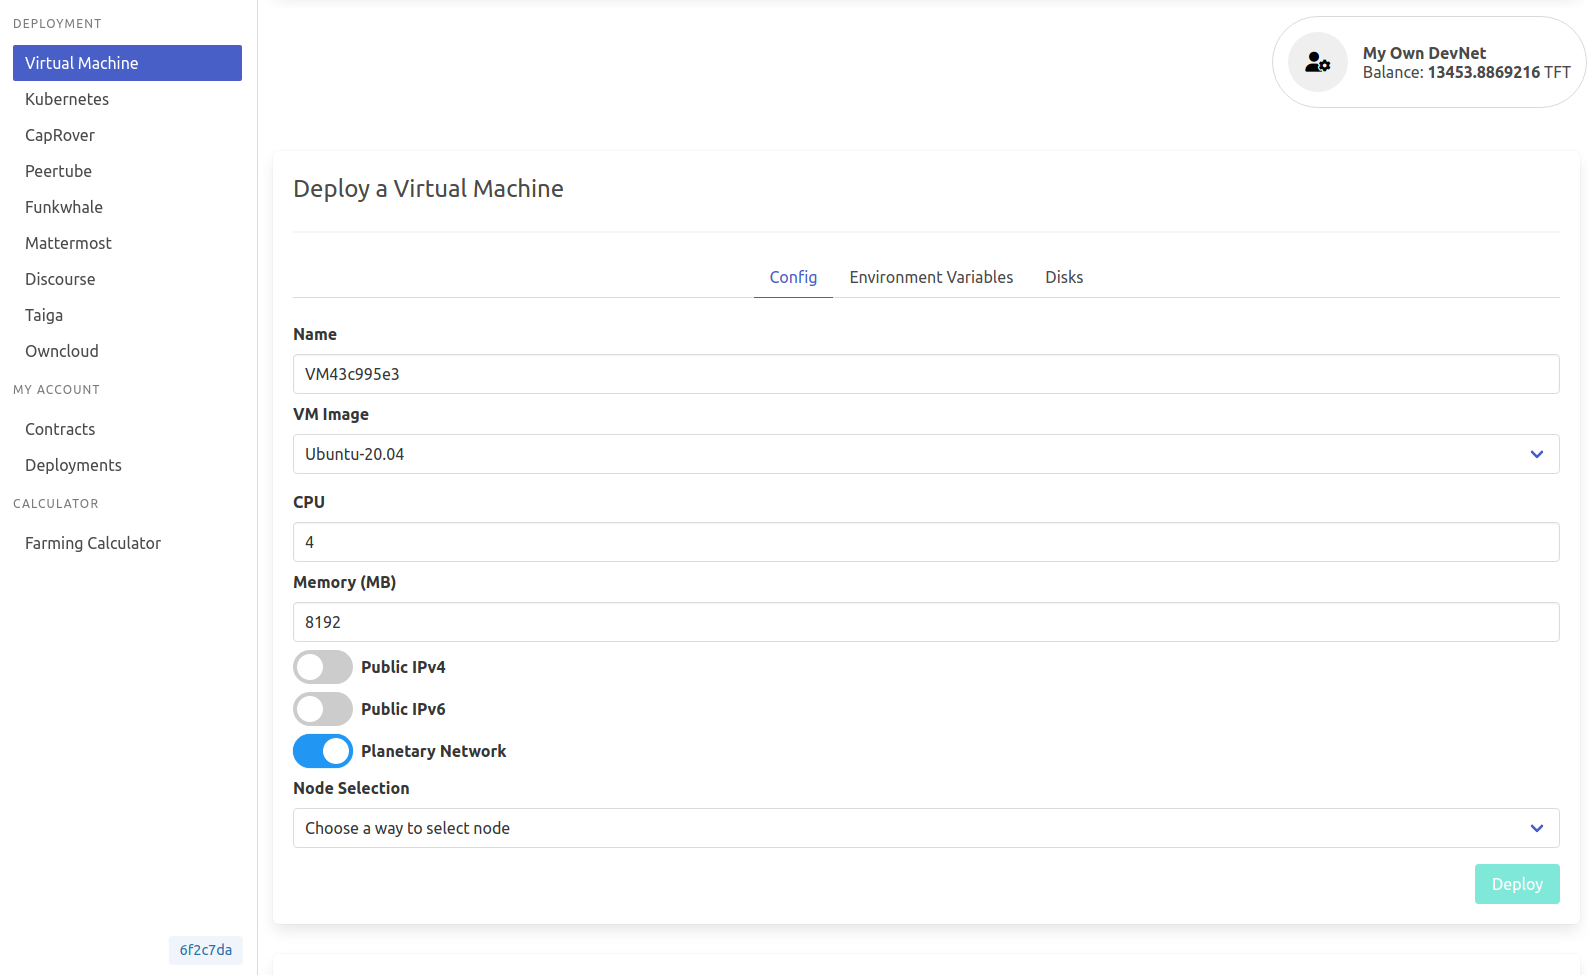 DEPLOYMENT
Virtual Machine
Kubernetes
CapRover
Peertube
Funkwhale
Mattermost
Discourse
Taiga
Owncloud
MY ACCOUNT
Contracts
Deployments
CALCULATOR
Farming Calculator
6f2c7da
My Own DevNet
Balance: 13453.8869216 TFT
Deploy a Virtual Machine
Config Environment Variables Disks
Name
VM43c995e3
VM Image
Ubuntu-20.04
CPU
4
Memory (MB)
8192
Public IPv4
Public IPv6
Planetary Network
Node Selection
Choose a way to select node
Deploy